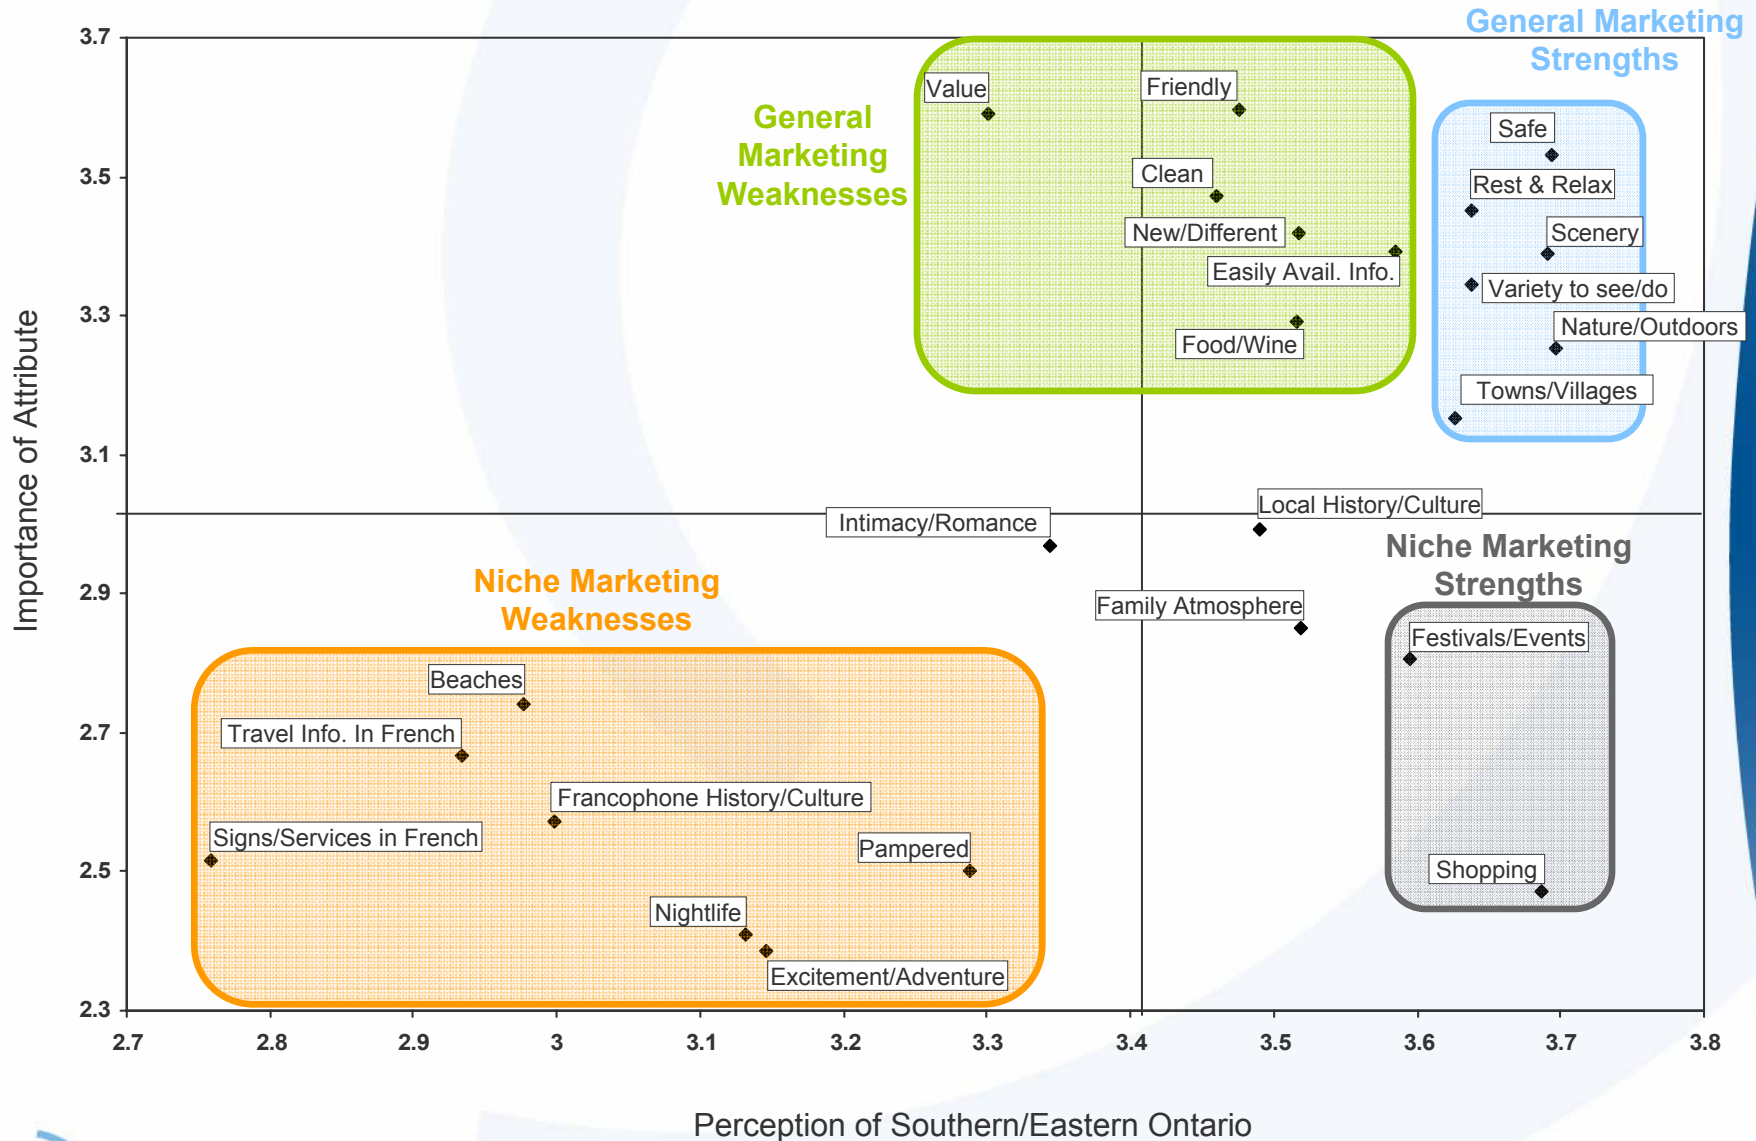 General Marketing
Strengths
3.7
Value
Friendly
General
Marketing
Weaknesses
Safe
3.5
Clean
Rest & Relax
New/Different
Scenery
Easily Avail. Info.
Variety to see/do
3.3
Food/Wine
Nature/Outdoors
Towns/Villages
3.1
Importance of Attribute
Intimacy/Romance
Local History/Culture
Niche Marketing
Strengths
2.9
Niche Marketing
Weaknesses
Family Atmosphere
Festivals/Events
Beaches
2.7
Travel Info. In French
Francophone History/Culture
Signs/Services in French
Pampered
2.5
Shopping
Nightlife
Excitement/Adventure
2.3
2.7 2.8 2.9 3 3.1 3.2 3.3 3.4 3.5 3.6 3.7 3.8
Perception of Southern/Eastern Ontario